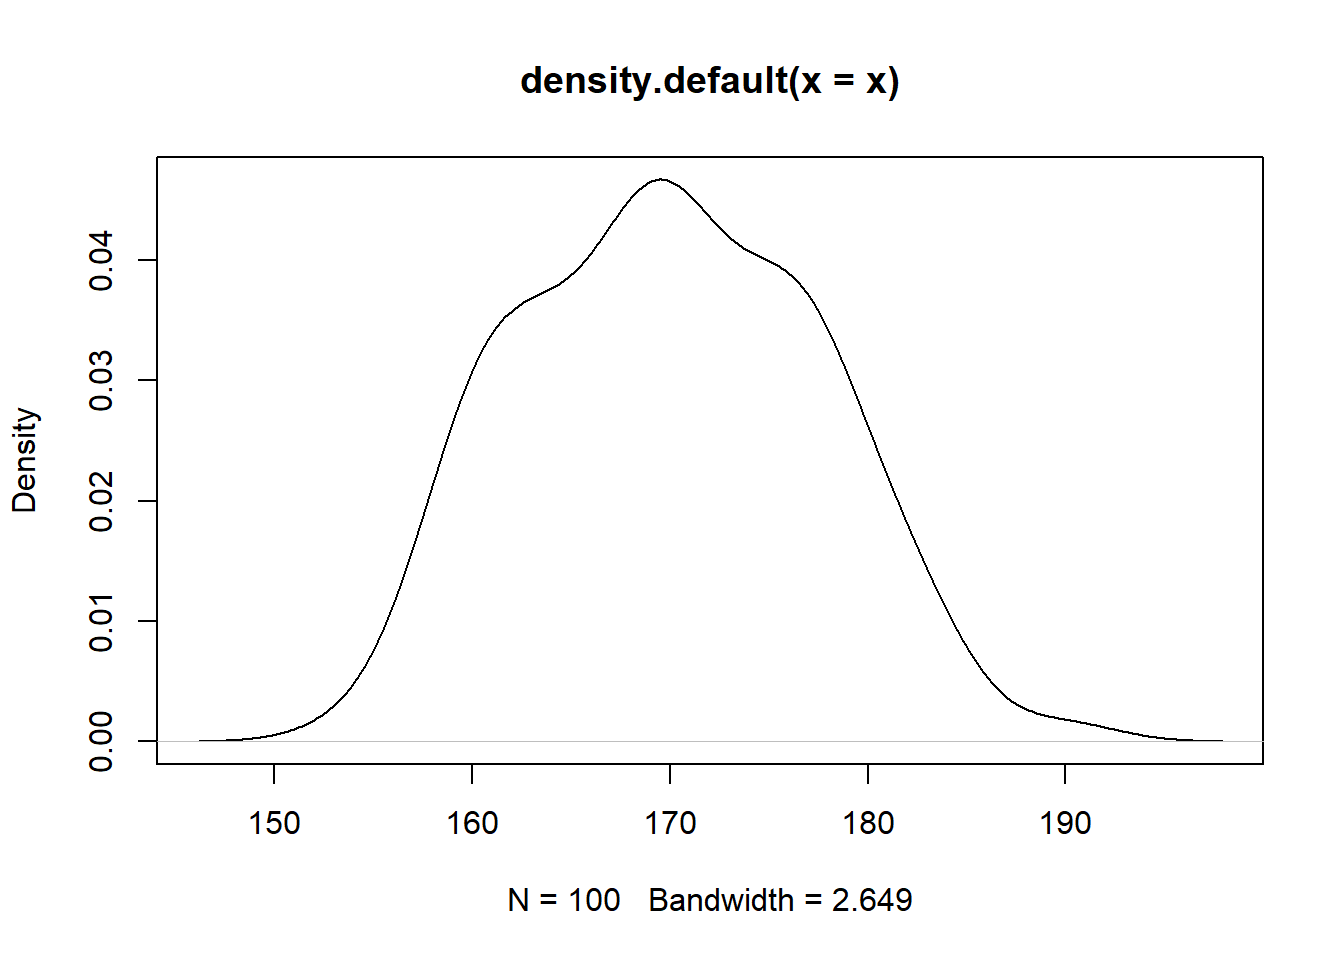 density.default(x = x)
Density
0.04
0.03
0.02
0.01
0.00
150 160 170 180 190
N = 100 Bandwidth = 2.649